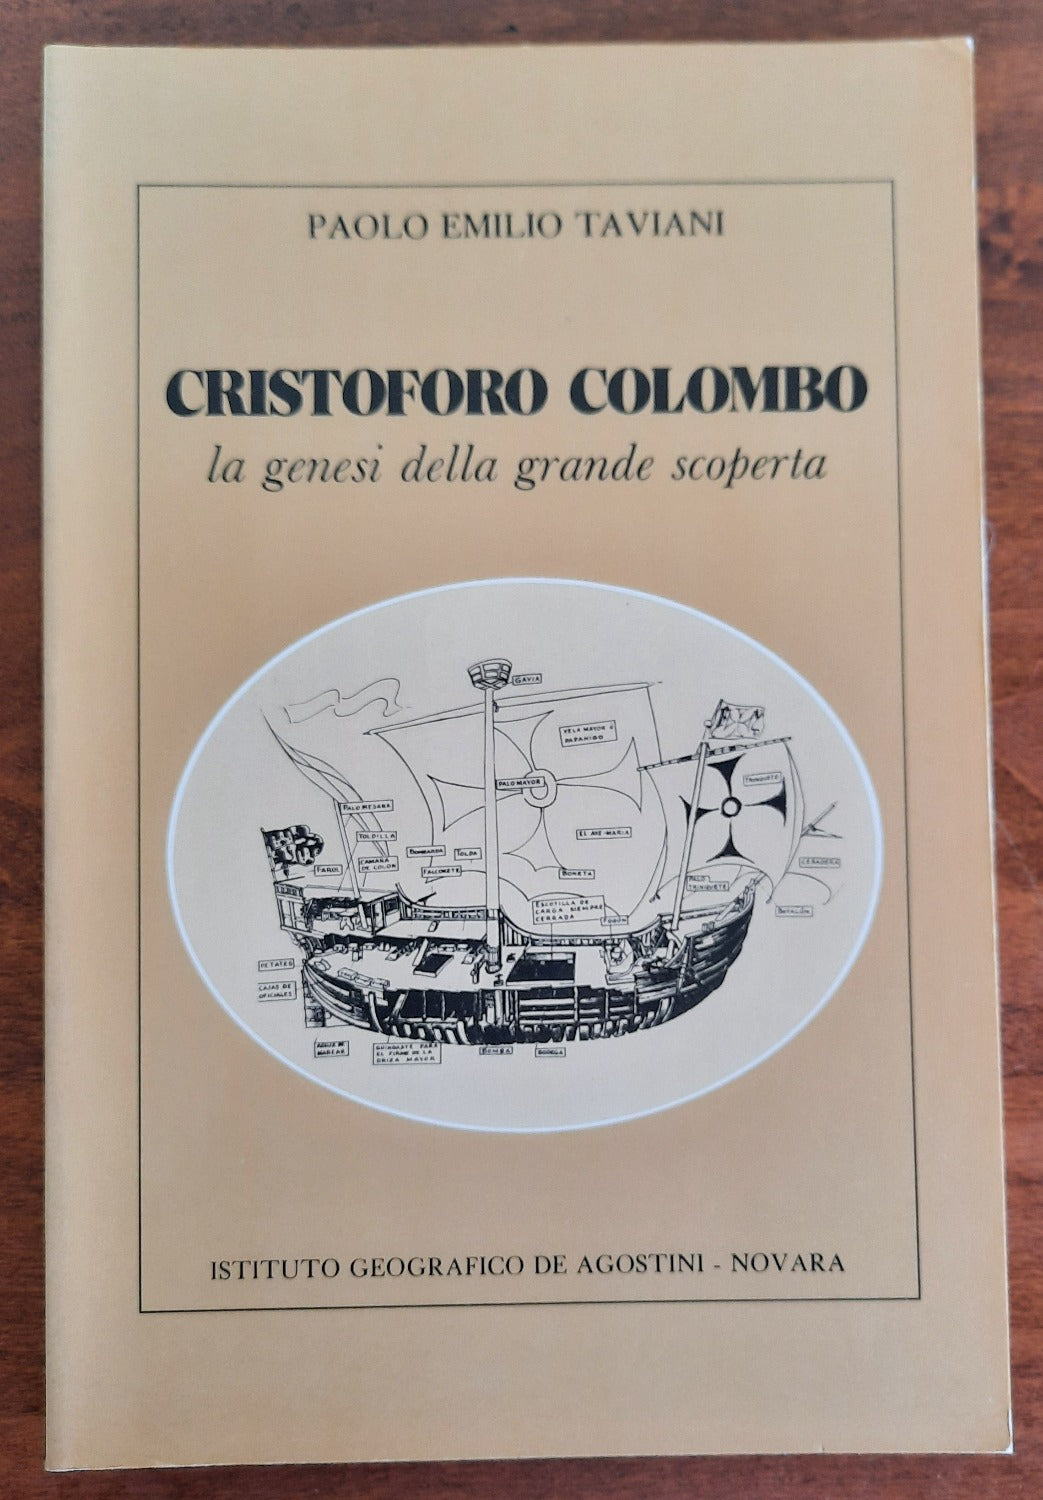 PAOLO EMILIO TAVIANI
CRISTOFORO COLOMBO
la genesi della grande scoperta
GAVIA
VELA MAYOR O
PAPAHIGO
PALO MAYOR
TRINQUETE
PALO MESANA
TOLDILLA
EL AVE-MARIA
BOMBARDA
TOLDA
CAMARA
DE COLON
FAROL
FALCONETE
BONETA
CEBADERA
PALO
TRINQUETE
ESCOTILLA DE
CARGA SIEMPRE
CERRADA
FOGÓN
BOTALÓN
PETATES
CAJAS DE
OFICIALES
AGUJA DE
MAREAR
GUINDASTE PARA
EL FIRME DE LA
DRIZA MAYOR
BOMBA
BODEGA
ISTITUTO GEOGRAFICO DE AGOSTINI - NOVARA